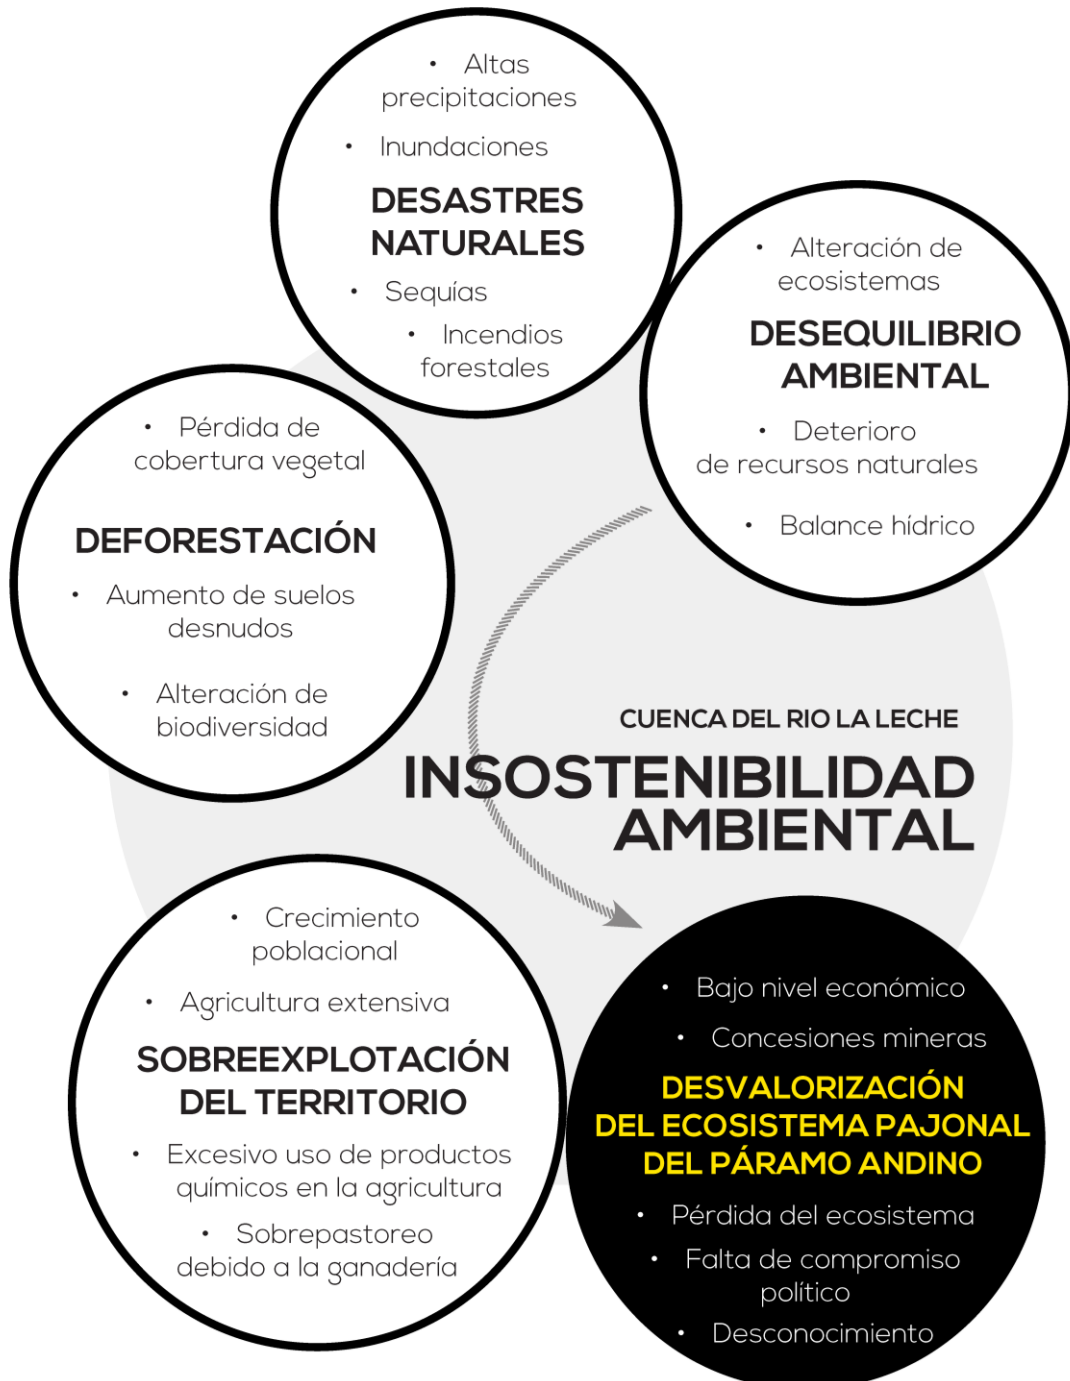 • Altas
precipitaciones
• Inundaciones
DESASTRES
NATURALES
• Sequías
• Incendios
forestales
• Alteración de
ecosistemas
DESEQUILIBRIO
AMBIENTAL
• Deterioro
de recursos naturales
• Balance hídrico
• Pérdida de
cobertura vegetal
DEFORESTACIÓN
• Aumento de suelos
desnudos
• Alteración de
biodiversidad
CUENCA DEL RIO LA LECHE
INSOSTENIBILIDAD
AMBIENTAL
• Crecimiento
poblacional
• Agricultura extensiva
SOBREEXPLOTACIÓN
DEL TERRITORIO
• Excesivo uso de productos
químicos en la agricultura
• Sobrepastoreo
debido a la ganadería
• Bajo nivel económico
• Concesiones mineras
DESVALORIZACIÓN
DEL ECOSISTEMA PAJONAL
DEL PÁRAMO ANDINO
• Pérdida del ecosistema
• Falta de compromiso
político
• Desconocimiento